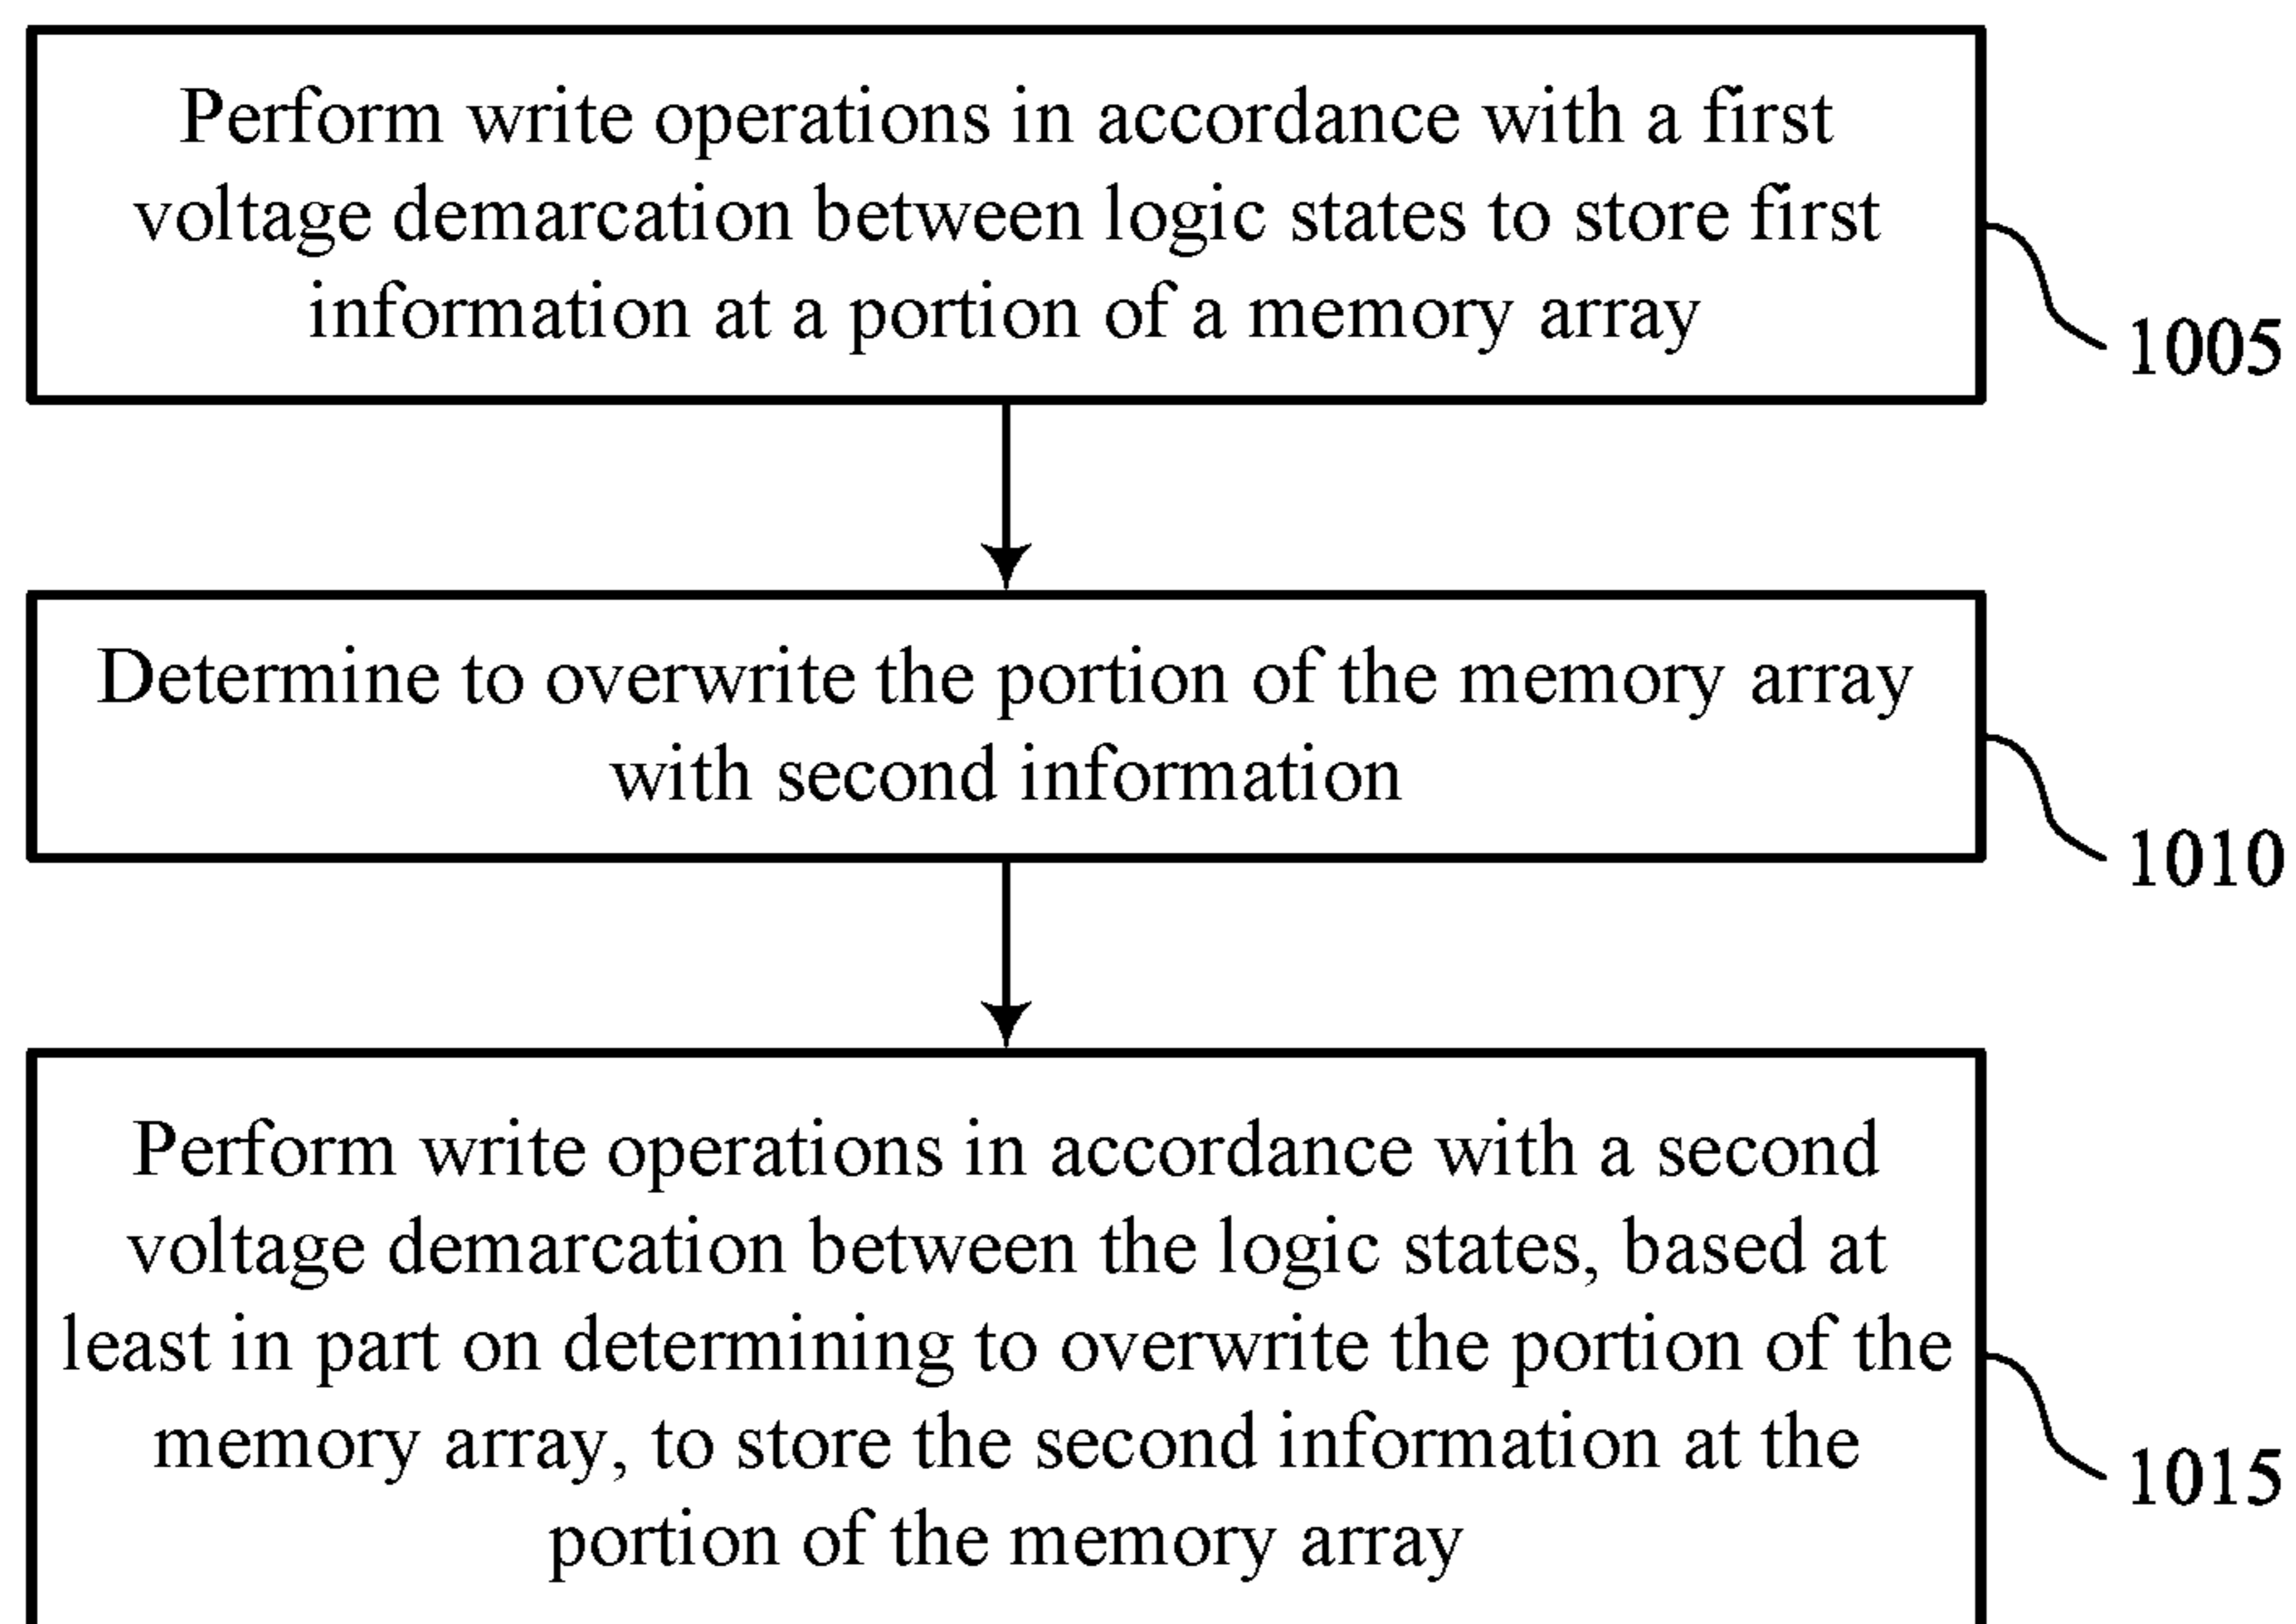 Perform write operations in accordance with a first
voltage demarcation between logic states to store first
information at a portion of a memory array
1005
Determine to overwrite the portion of the memory array
with second information
1010
Perform write operations in accordance with a second
voltage demarcation between the logic states, based at
least in part on determining to overwrite the portion of the
memory array, to store the second information at the
portion of the memory array
1015